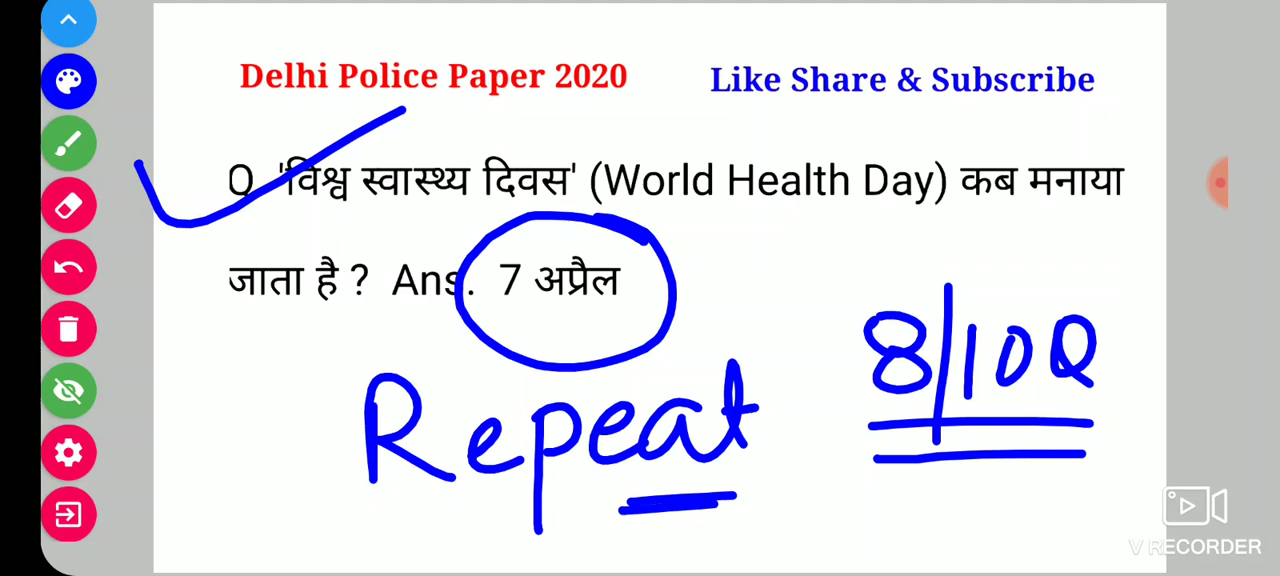 Delhi Police Paper 2020 Like Share & Subscribe
Q 'विश्व स्वास्थ्य दिवस' (World Health Day) कब मनाया
जाता है ? Ans. 7 अप्रैल
8/10Q
Repeat
V RECORDER